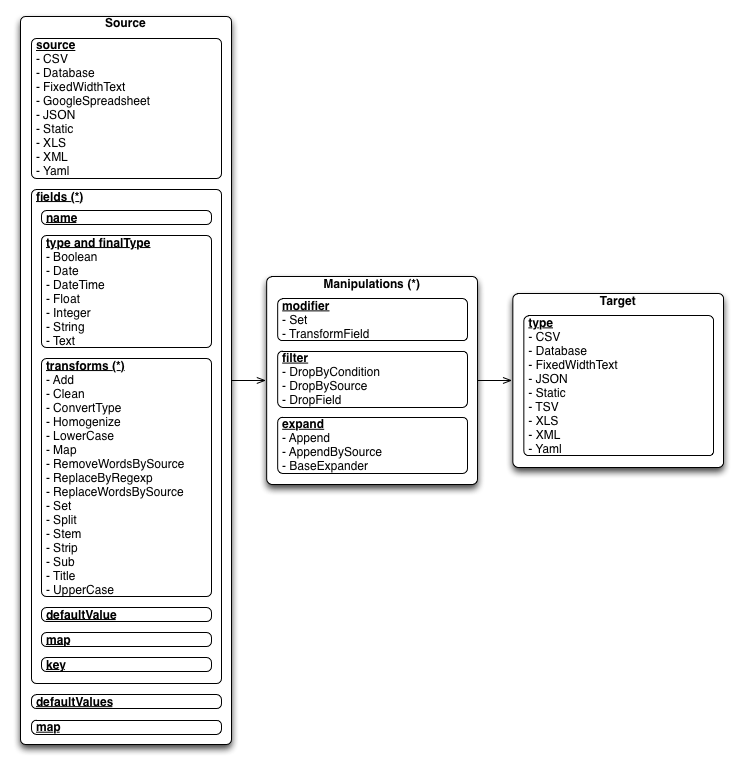 Source
source
- CSV
- Database
- FixedWidthText
- GoogleSpreadsheet
- JSON
- Static
- XLS
- XML
- Yaml
fields (*)
name
type and finalType
- Boolean
- Date
- DateTime
- Float
- Integer
- String
- Text
transforms (*)
- Add
- Clean
- ConvertType
- Homogenize
- LowerCase
- Map
- RemoveWordsBySource
- ReplaceByRegexp
- ReplaceWordsBySource
- Set
- Split
- Stem
- Strip
- Sub
- Title
- UpperCase
defaultValue
map
key
defaultValues
map
Manipulations (*)
modifier
- Set
- TransformField
filter
- DropByCondition
- DropBySource
- DropField
expand
- Append
- AppendBySource
- BaseExpander
Target
type
- CSV
- Database
- FixedWidthText
- JSON
- Static
- TSV
- XLS
- XML
- Yaml